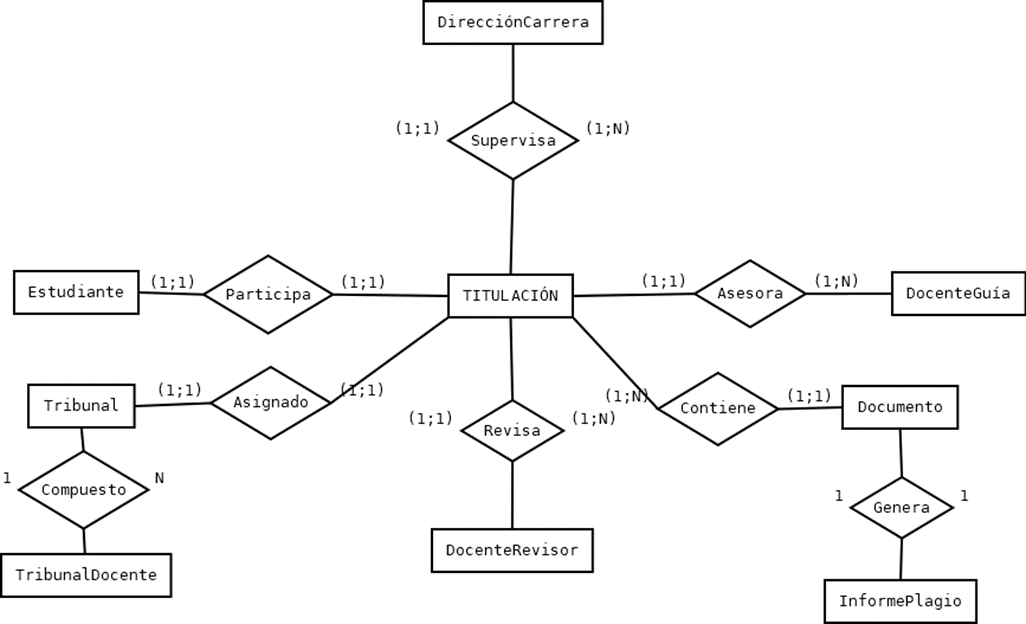 DirecciónCarrera
(1;1) Supervisa (1;N)
Estudiante (1;1) Participa (1;1) TITULACIÓN (1;1) Asesora (1;N) DocenteGuía
Tribunal (1;1) Asignado (1;1) (1;1) Revisa (1;N) (1;N) Contiene (1;1) Documento
1 Compuesto N 1 Genera 1
TribunalDocente DocenteRevisor InformePlagio